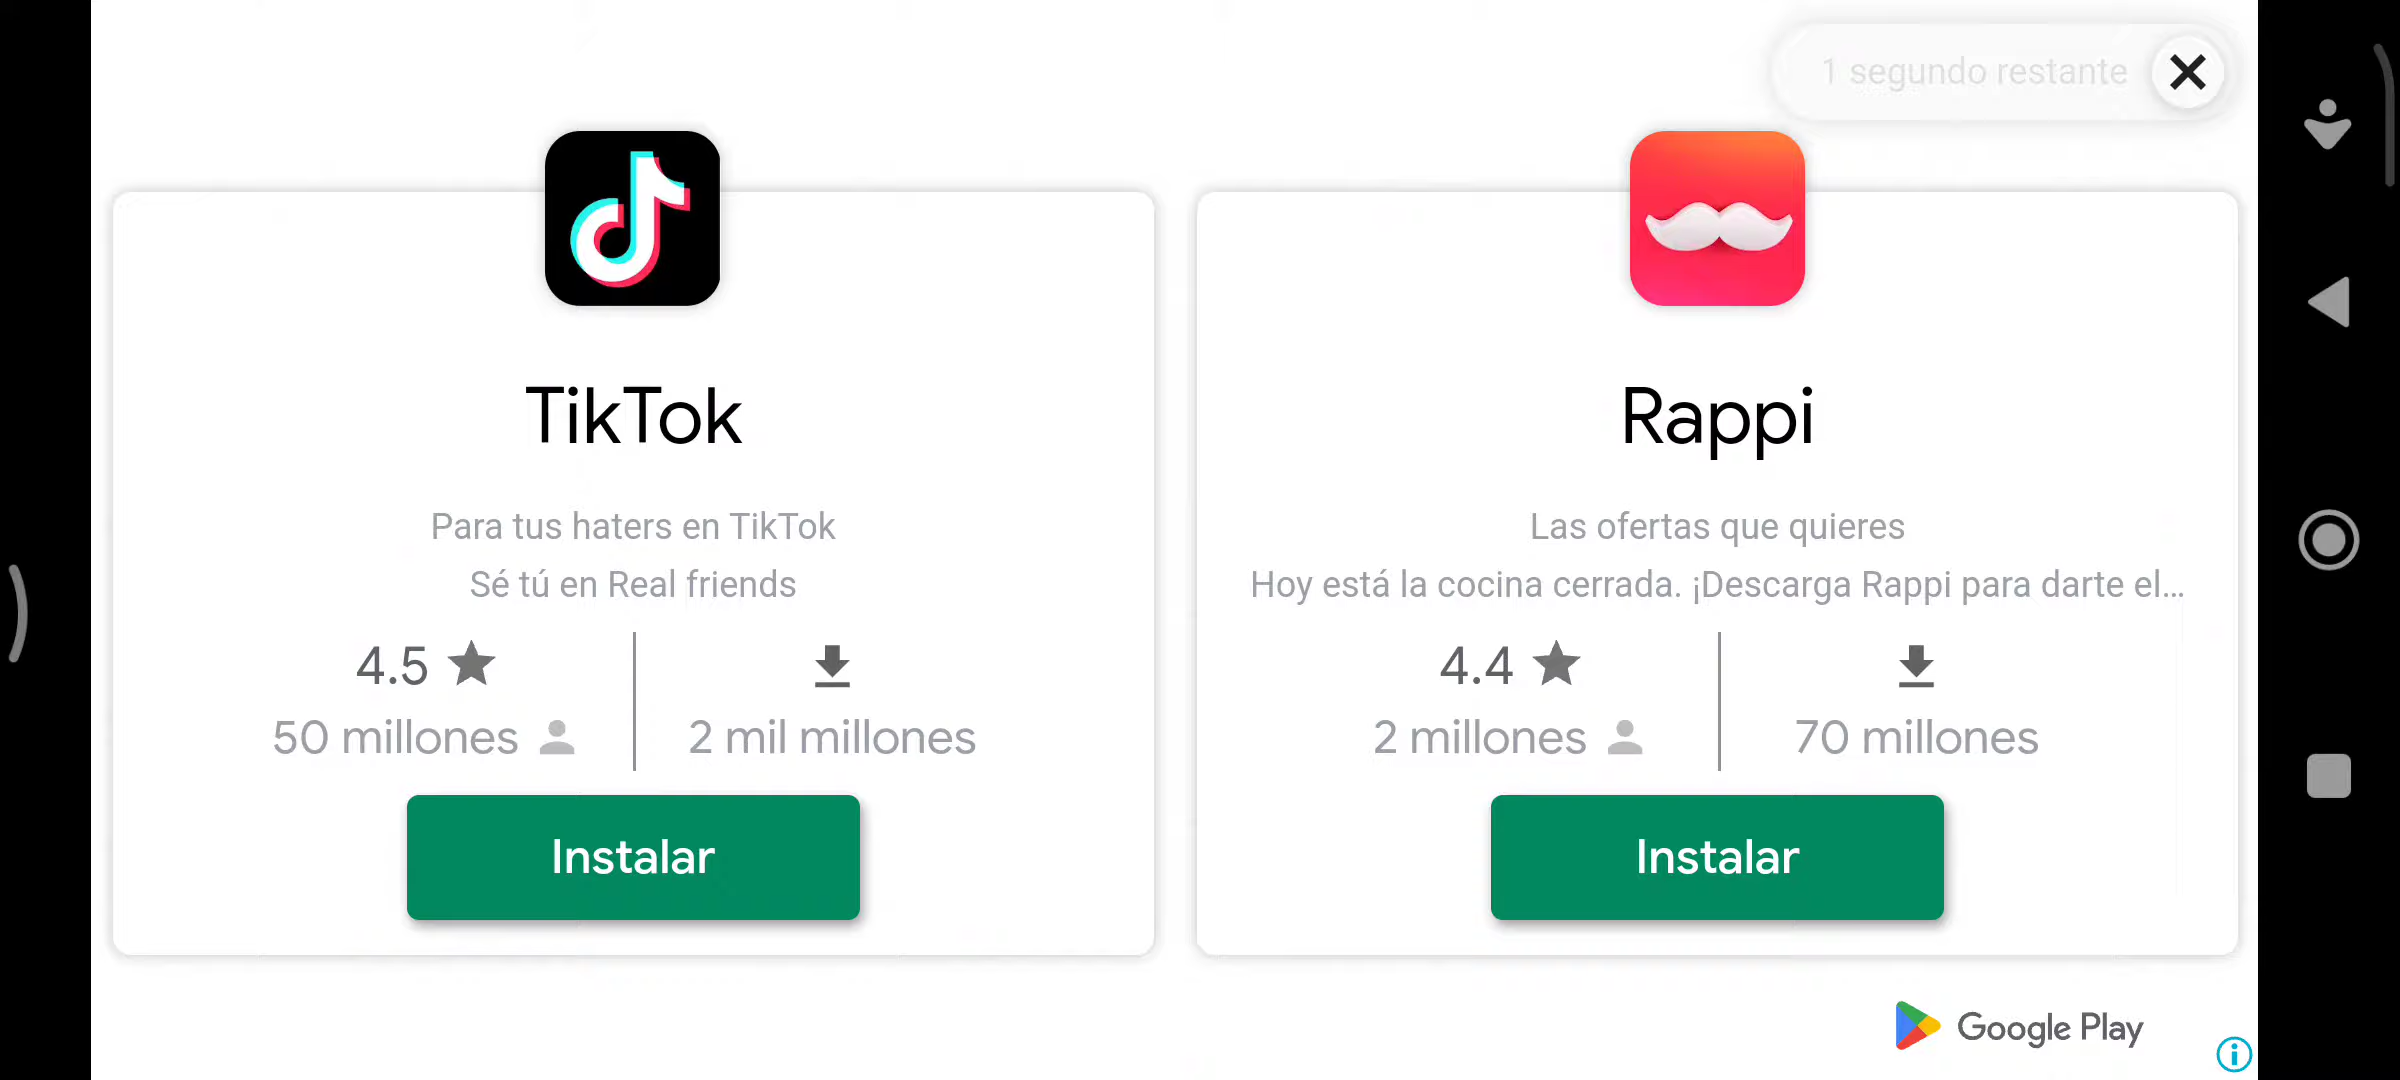 1 segundo restante
TikTok
Para tus haters en TikTok
Sé tú en Real friends
4.5
50 millones
2 mil millones
Instalar
Rappi
Las ofertas que quieres
Hoy está la cocina cerrada. ¡Descarga Rappi para darte el...
4.4
2 millones
70 millones
Instalar
Google Play